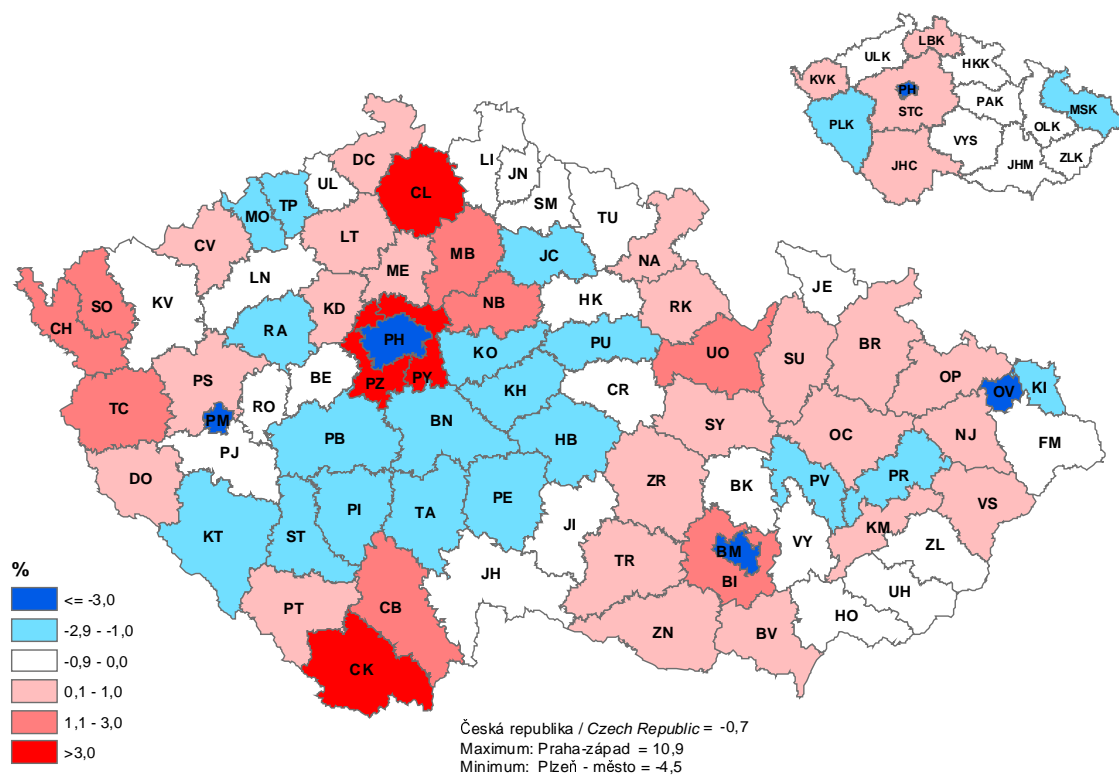 LBK
ULK
HKK
KVK
PH
STC
PAK
MSK
PLK
OLK
VYS
JHC
JHM
ZLK
DC
LI
JN
UL
CL
SM
TU
MO
TP
CV
LT
MB
JC
NA
ME
LN
JE
KV
SO
CH
KD
NB
HK
RK
RA
PH
KO
PU
UO
SU
BR
OP
OV
KI
PS
BE
PZ
PY
KH
CR
TC
PM
RO
BN
SY
OC
NJ
FM
PB
HB
PJ
DO
ZR
BK
PV
PR
VS
KT
ST
PI
TA
PE
JI
KM
VY
ZL
BM
BI
JH
TR
UH
PT
CB
HO
ZN
BV
CK
%
<= -3,0
-2,9 - -1,0
-0,9 - 0,0
0,1 - 1,0
1,1 - 3,0
>3,0
Česká republika / Czech Republic = -0,7
Maximum: Praha-západ = 10,9
Minimum: Plzeň - město = -4,5